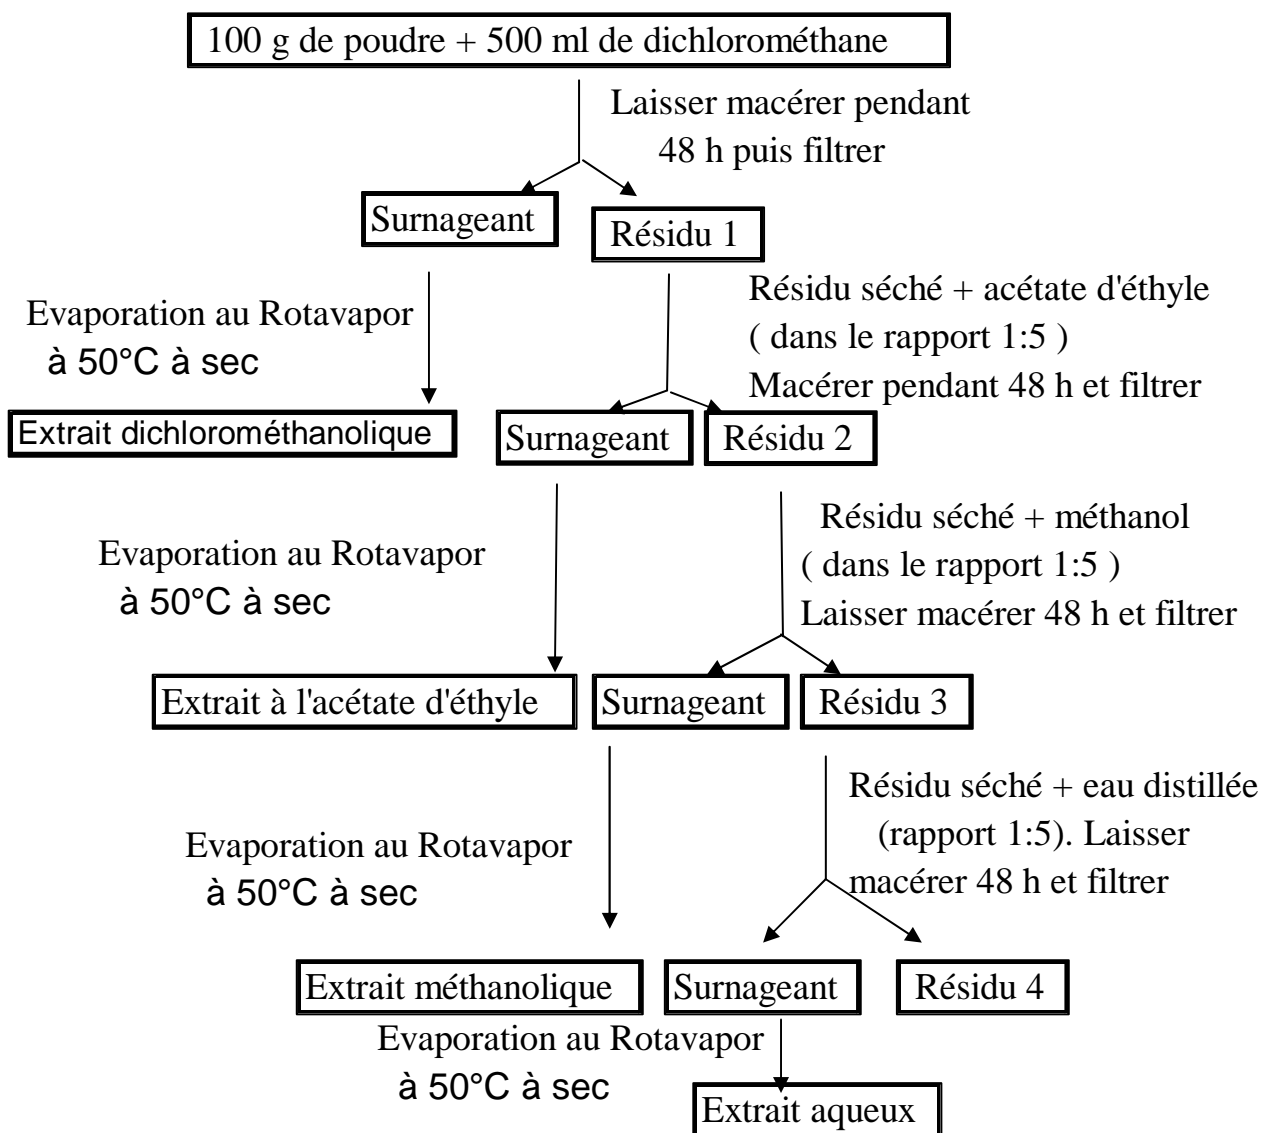 100 g de poudre + 500 ml de dichlorométhane
Laisser macérer pendant
48 h puis filtrer
Surnageant
Résidu 1
Evaporation au Rotavapor
à 50°C à sec
Résidu séché + acétate d'éthyle
( dans le rapport 1:5 )
Macérer pendant 48 h et filtrer
Extrait dichlorométhanolique
Surnageant
Résidu 2
Evaporation au Rotavapor
à 50°C à sec
Résidu séché + méthanol
( dans le rapport 1:5 )
Laisser macérer 48 h et filtrer
Extrait à l'acétate d'éthyle
Surnageant
Résidu 3
Evaporation au Rotavapor
à 50°C à sec
Résidu séché + eau distillée
(rapport 1:5). Laisser
macérer 48 h et filtrer
Extrait méthanolique
Surnageant
Résidu 4
Evaporation au Rotavapor
à 50°C à sec
Extrait aqueux